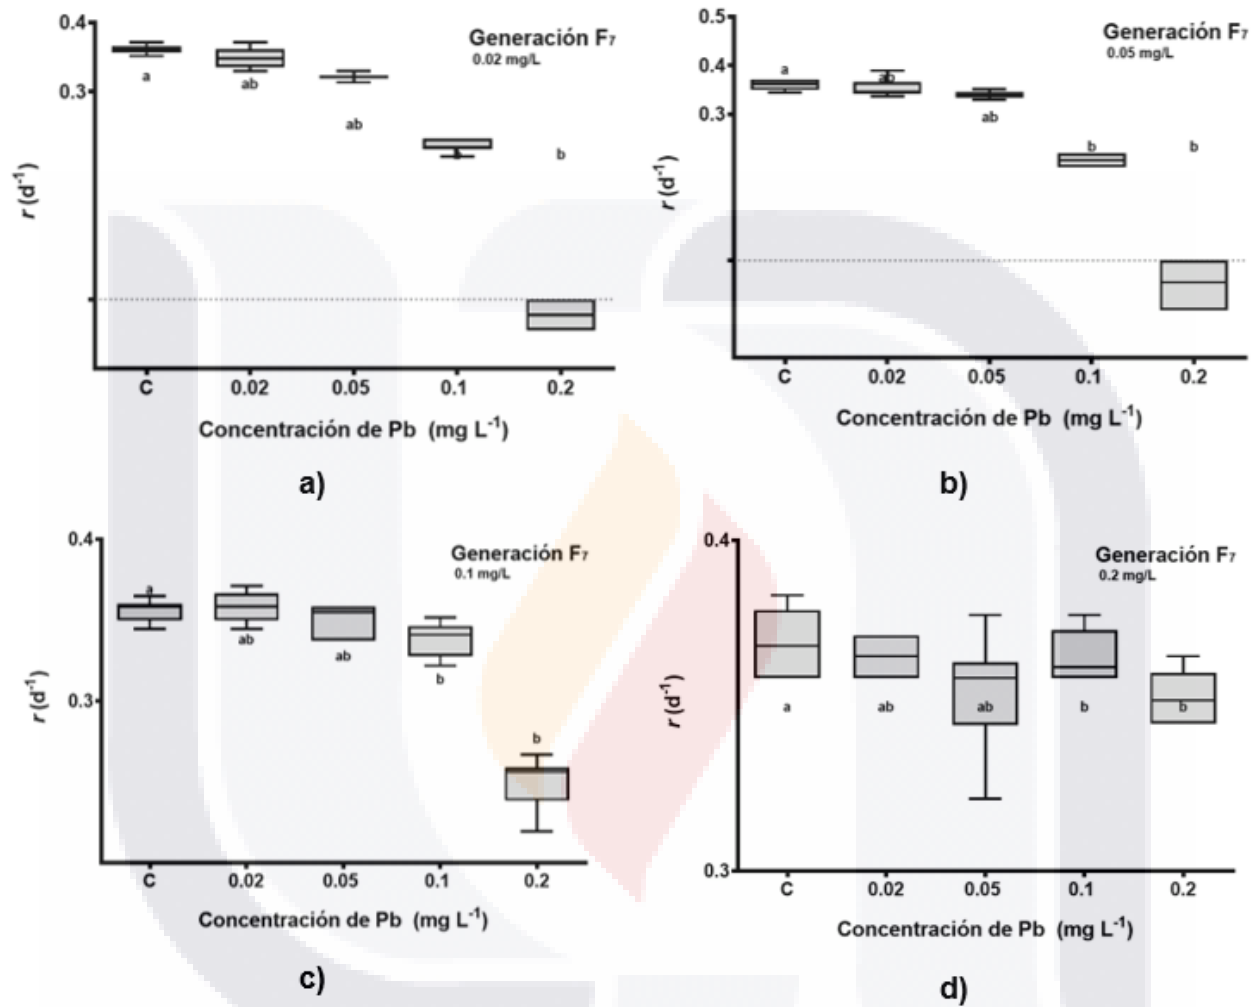 0.4
Generación F₇
0.02 mg/L
a
ab
0.3
ab
b
b
r (d⁻¹)
C 0.02 0.05 0.1 0.2
Concentración de Pb (mg L⁻¹)
a)
0.5
Generación F₇
0.05 mg/L
0.4
a
ab
0.3
ab
b
b
r (d⁻¹)
C 0.02 0.05 0.1 0.2
Concentración de Pb (mg L⁻¹)
b)
0.4
Generación F₇
0.1 mg/L
a
ab
ab
b
0.3
b
r (d⁻¹)
C 0.02 0.05 0.1 0.2
Concentración de Pb (mg L⁻¹)
c)
0.4
Generación F₇
0.2 mg/L
a
ab
ab
b
b
r (d⁻¹)
0.3
C 0.02 0.05 0.1 0.2
Concentración de Pb (mg L⁻¹)
d)